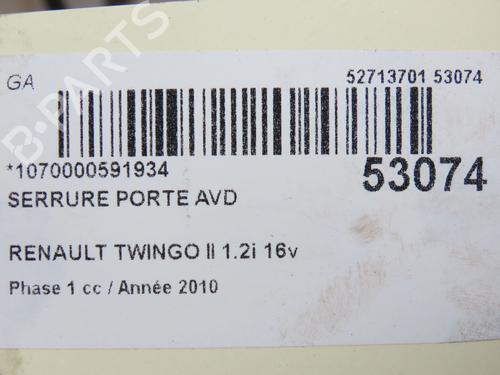 GA
52713701 53074
*1070000591934
53074
SERRURE PORTE AVD
RENAULT TWINGO II 1.2i 16v
Phase 1 cc / Année 2010
B-PARTS